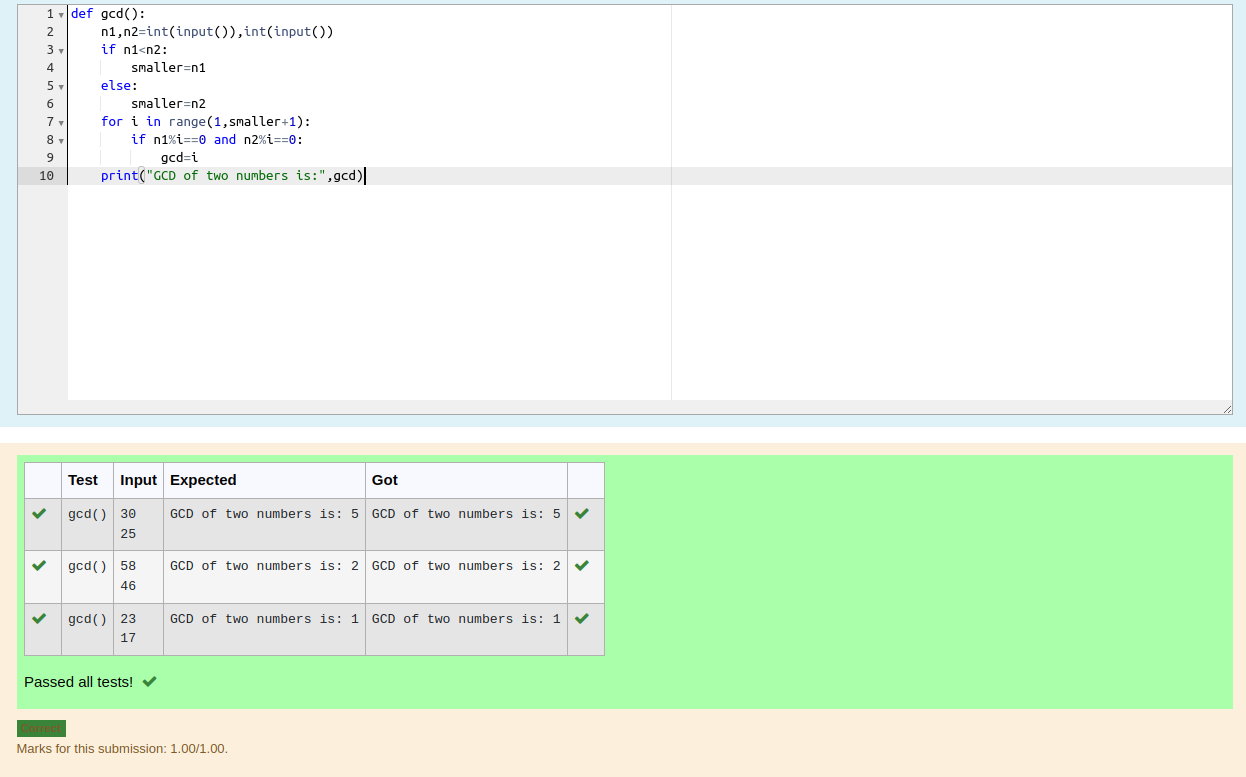 1 def gcd():
2     n1,n2=int(input()),int(input())
3     if n1<n2:
4         smaller=n1
5     else:
6         smaller=n2
7     for i in range(1,smaller+1):
8         if n1%i==0 and n2%i==0:
9             gcd=i
10     print("GCD of two numbers is:",gcd)
Test Input Expected Got
gcd() 30 GCD of two numbers is: 5 GCD of two numbers is: 5
25
gcd() 58 GCD of two numbers is: 2 GCD of two numbers is: 2
46
gcd() 23 GCD of two numbers is: 1 GCD of two numbers is: 1
17
Passed all tests!
Correct
Marks for this submission: 1.00/1.00.